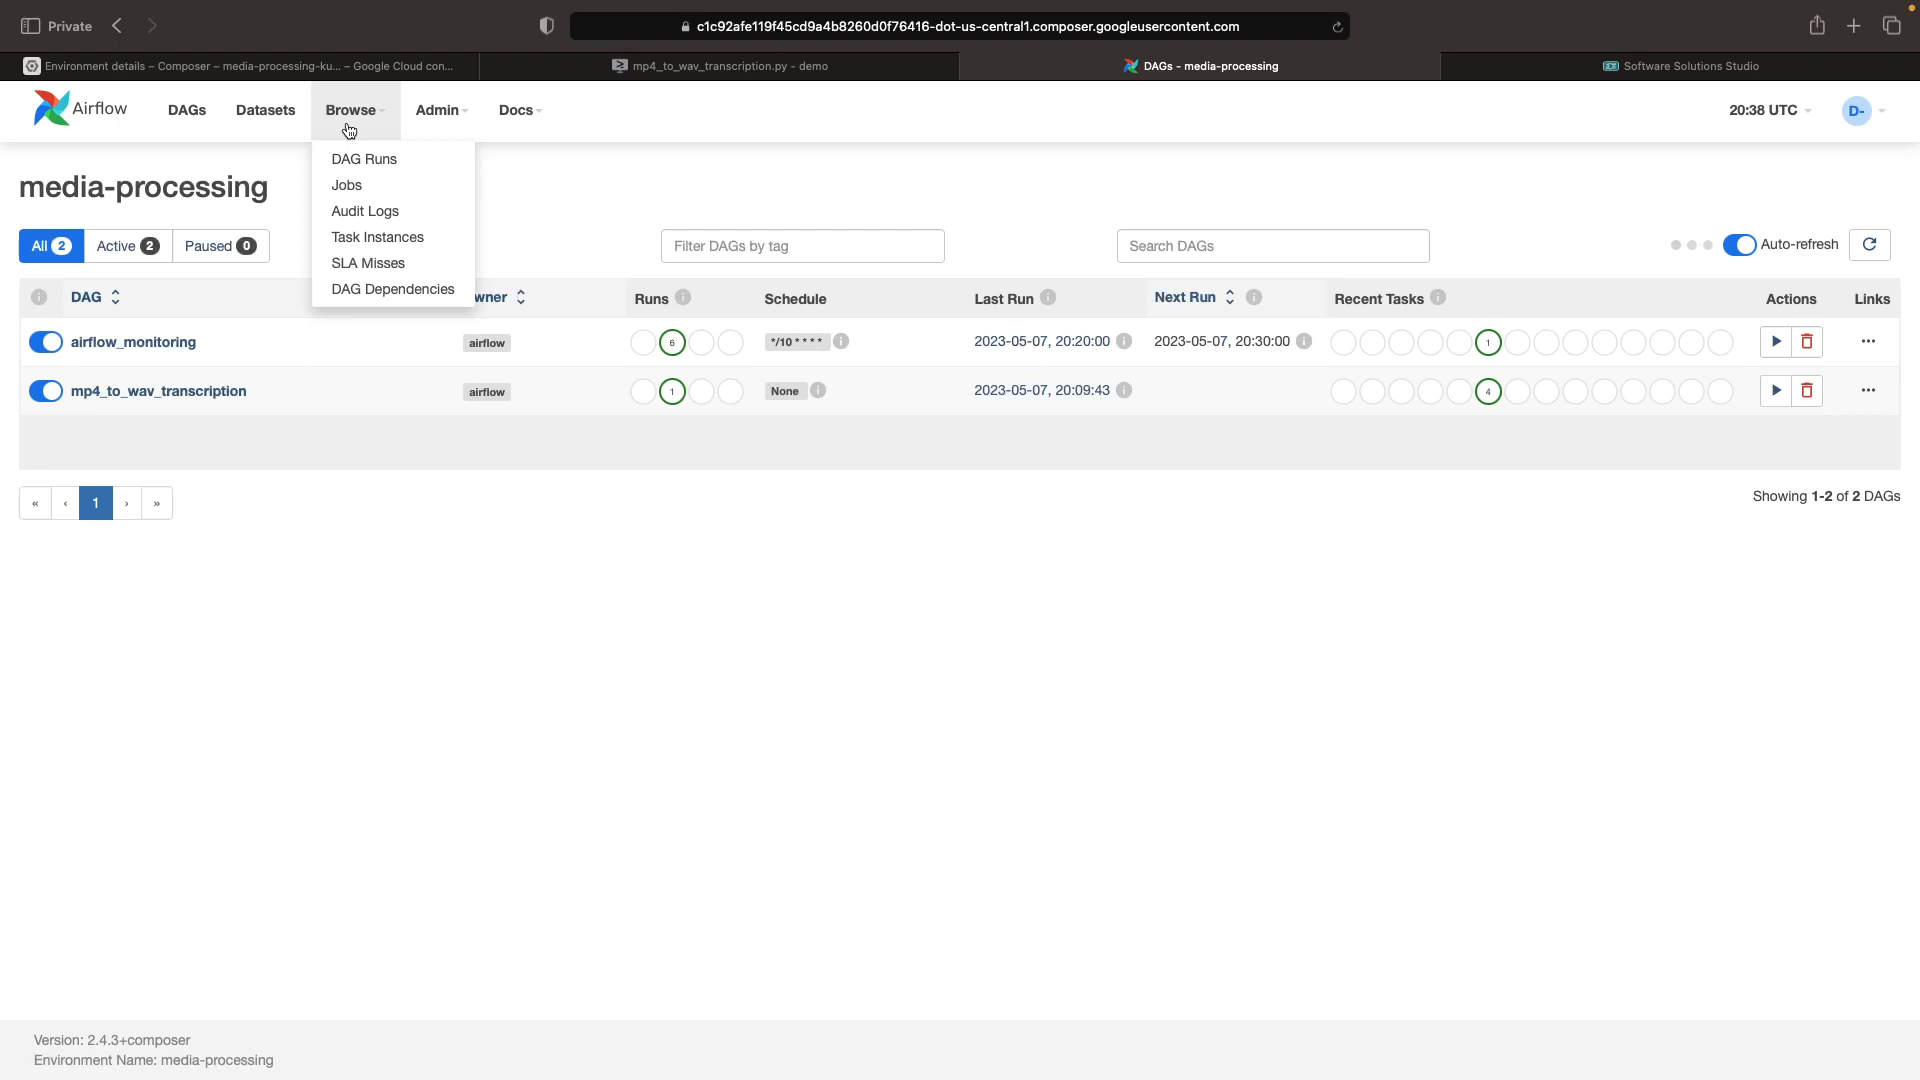 Private
c1c92afe119f45cd9a4b8260d0f76416-dot-us-central1.composer.googleusercontent.com
Environment details – Composer – media-processing-ku... – Google Cloud con...
mp4_to_wav_transcription.py - demo
DAGs - media-processing
Software Solutions Studio
Airflow
DAGs
Datasets
Browse
Admin
Docs
20:38 UTC
D-
DAG Runs
Jobs
Audit Logs
Task Instances
SLA Misses
DAG Dependencies
media-processing
All 2
Active 2
Paused 0
Filter DAGs by tag
Search DAGs
Auto-refresh
DAG
wner
Runs
Schedule
Last Run
Next Run
Recent Tasks
Actions
Links
airflow_monitoring
airflow
6
*/10 * * * *
2023-05-07, 20:20:00
2023-05-07, 20:30:00
1
mp4_to_wav_transcription
airflow
1
None
2023-05-07, 20:09:43
4
« ‹ 1 › »
Showing 1-2 of 2 DAGs
Version: 2.4.3+composer
Environment Name: media-processing